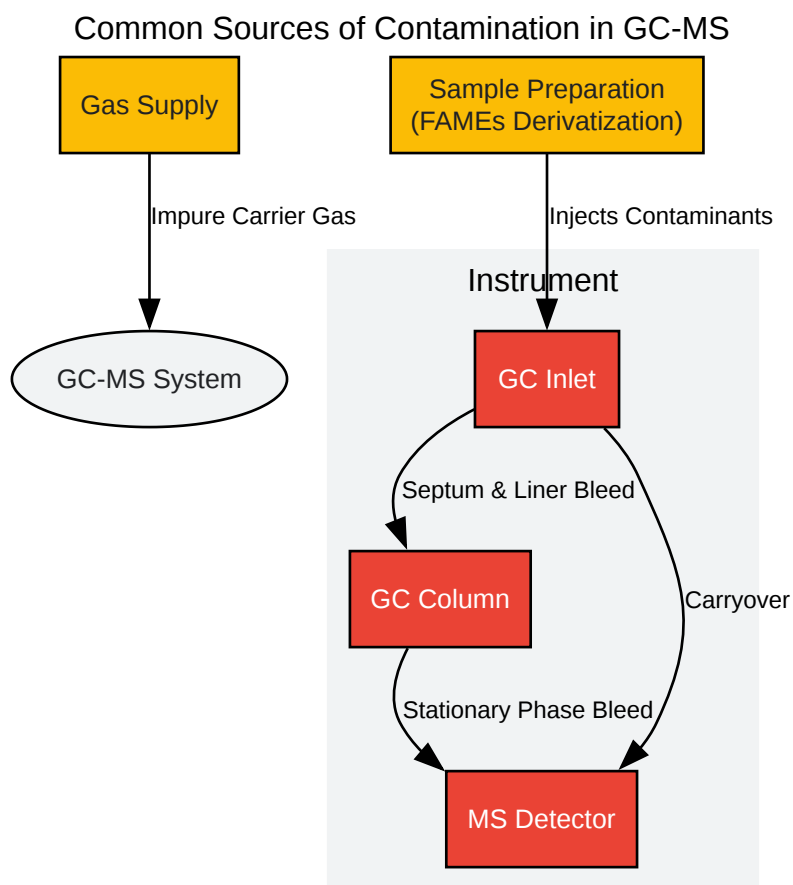 Common Sources of Contamination in GC-MS
Gas Supply
Sample Preparation
(FAMEs Derivatization)
Impure Carrier Gas
Injects Contaminants
Instrument
GC-MS System
GC Inlet
Septum & Liner Bleed
GC Column
Carryover
Stationary Phase Bleed
MS Detector